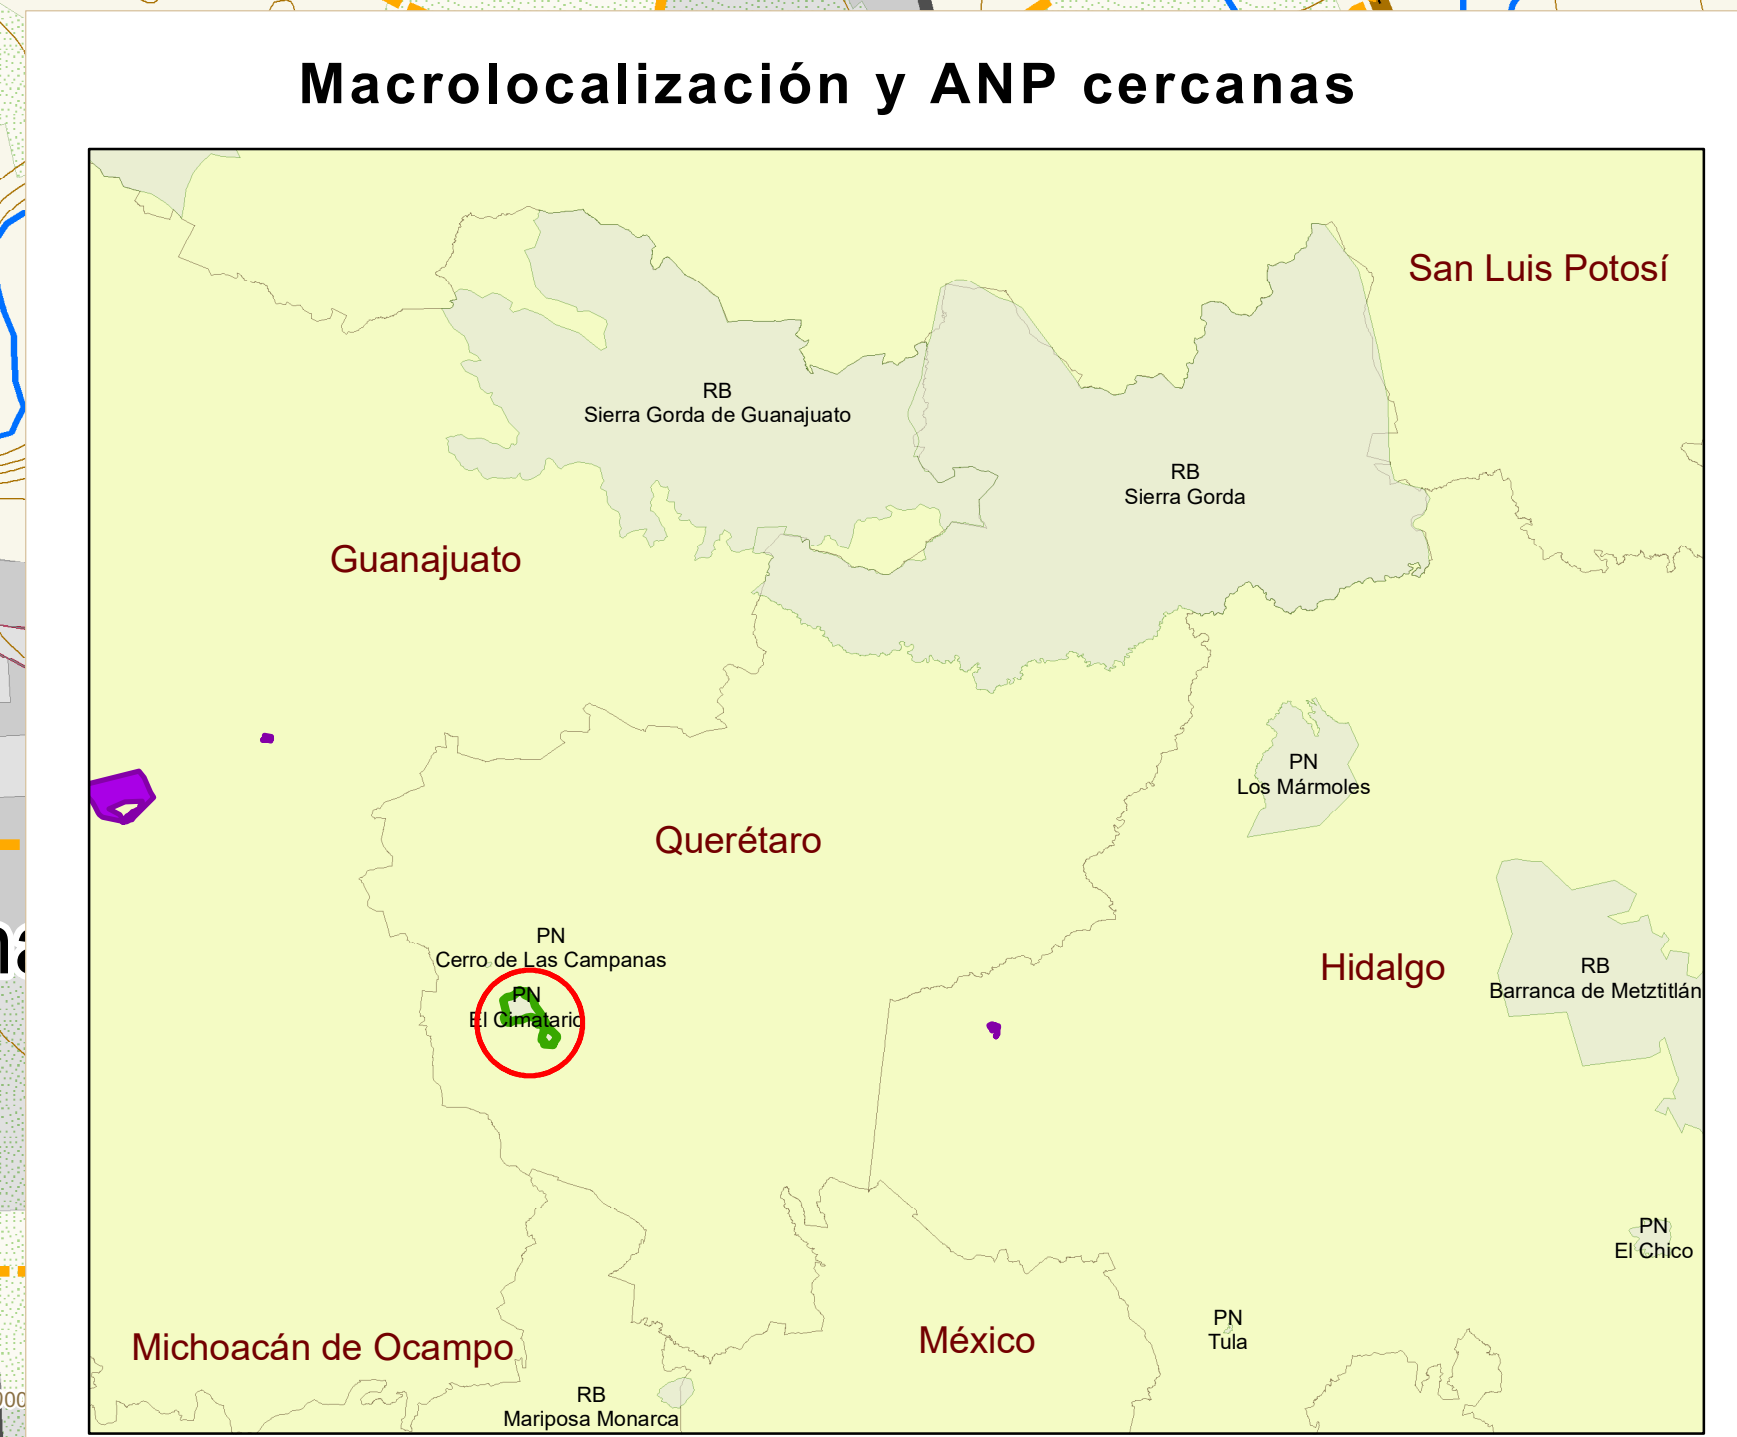 Macrolocalización y ANP cercanas
San Luis Potosí
RB
Sierra Gorda de Guanajuato
RB
Sierra Gorda
Guanajuato
PN
Los Mármoles
Querétaro
PN
Cerro de Las Campanas
Hidalgo
RB
Barranca de Metztitlán
PN
El Cimatario
PN
El Chico
PN
Tula
México
Michoacán de Ocampo
RB
Mariposa Monarca